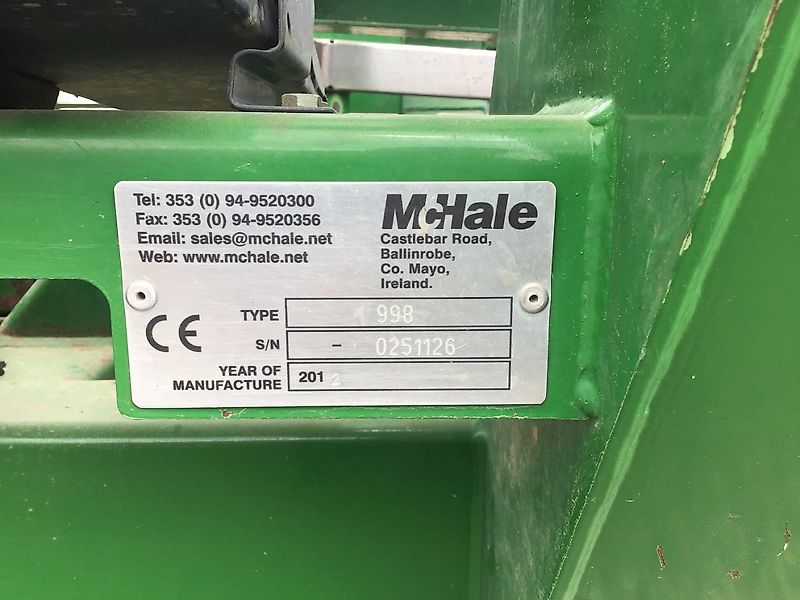 Tel: 353 (0) 94-9520300
Fax: 353 (0) 94-9520356
Email: sales@mchale.net
Web: www.mchale.net
McHale
Castlebar Road,
Ballinrobe,
Co. Mayo,
Ireland.
CE
TYPE 998
S/N - 0251126
YEAR OF
MANUFACTURE 2012